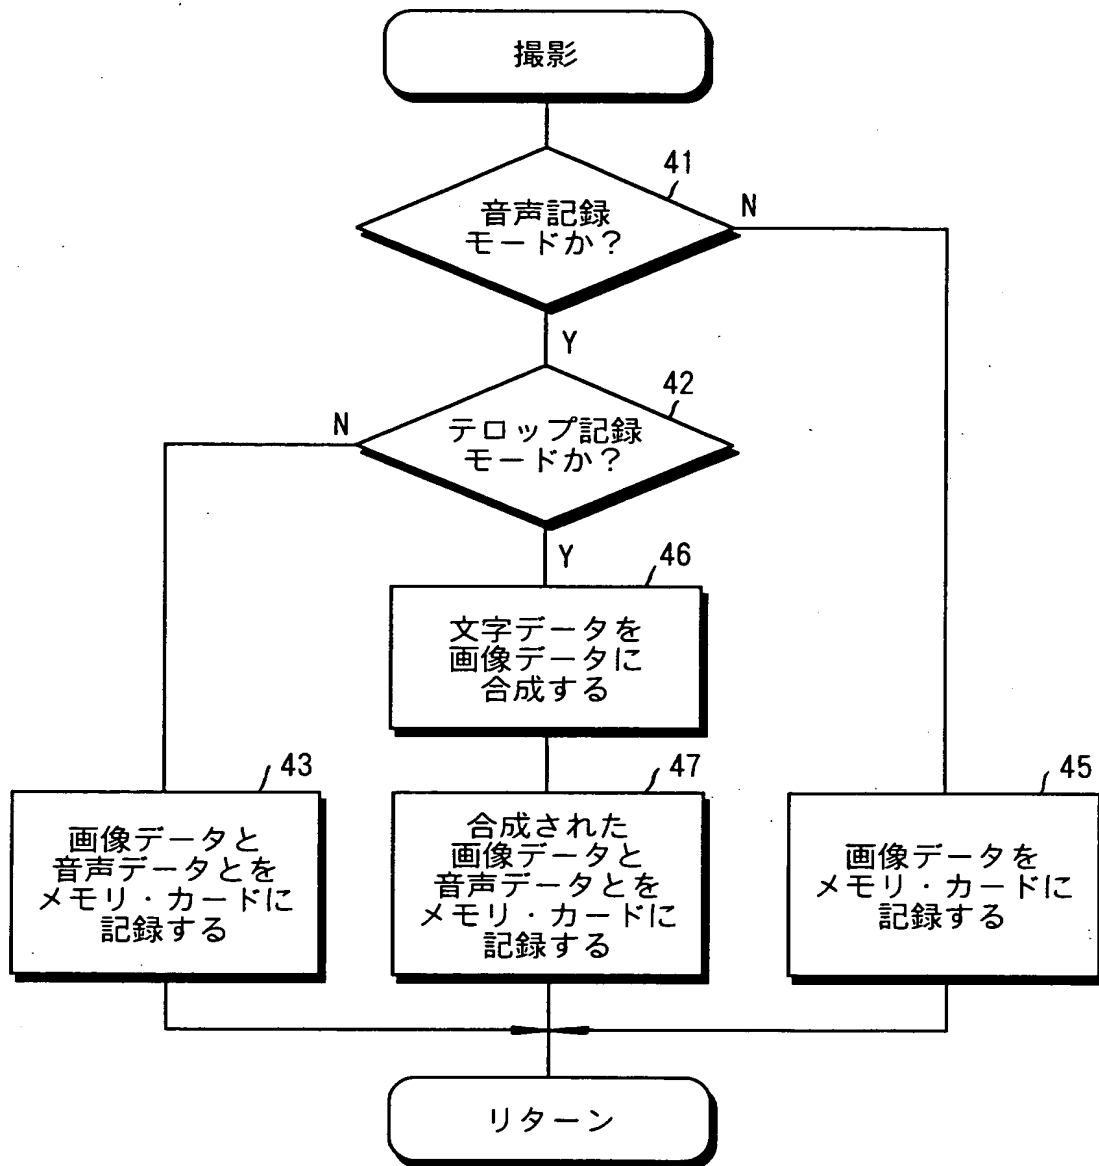 撮影
41
音声記録
モードか？
N
Y
42
テロップ記録
モードか？
N
Y
46
文字データを
画像データに
合成する
43
画像データと
音声データとを
メモリ・カードに
記録する
47
合成された
画像データと
音声データとを
メモリ・カードに
記録する
45
画像データを
メモリ・カードに
記録する
リターン